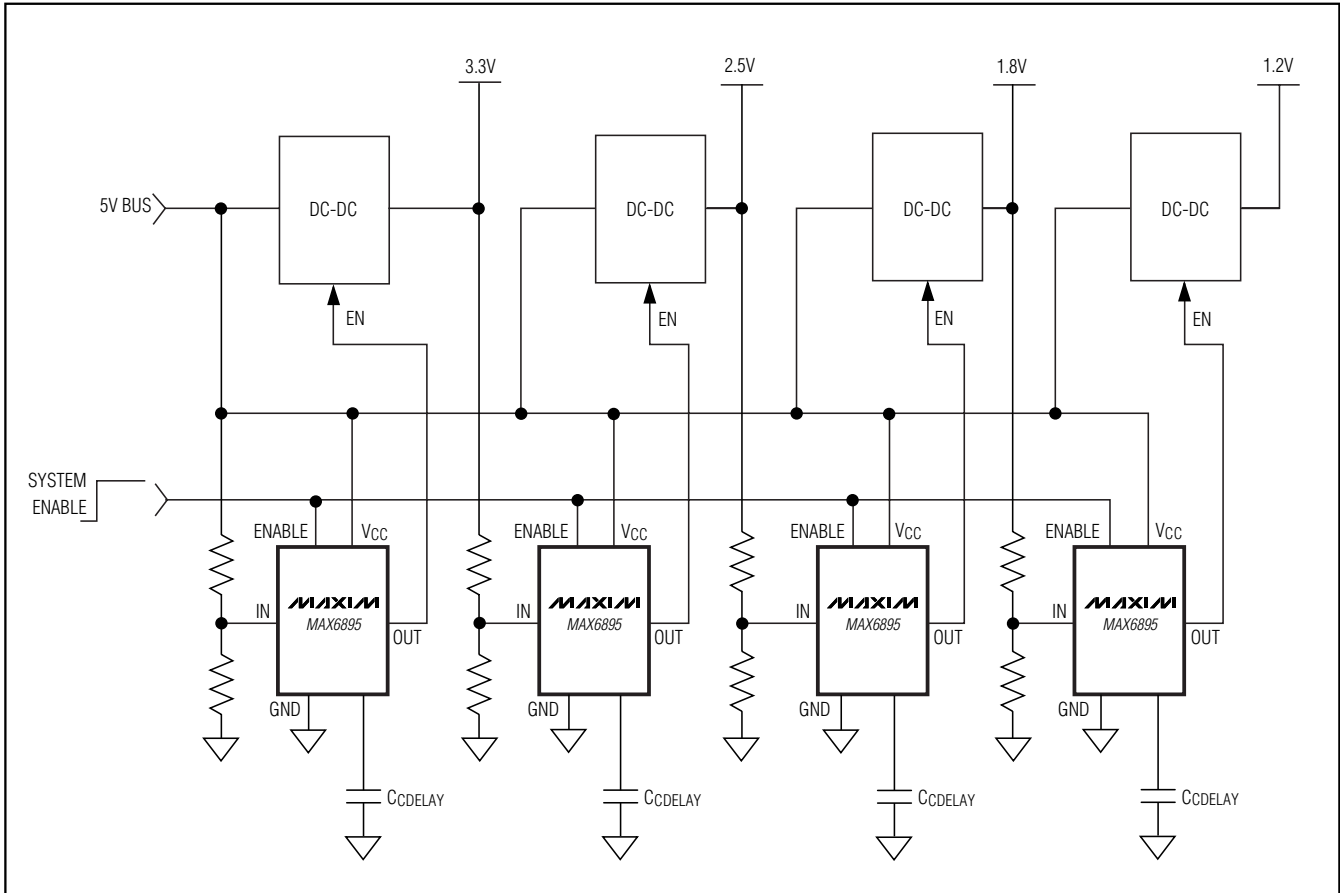 3.3V
2.5V
1.8V
1.2V
5V BUS
DC-DC
DC-DC
DC-DC
DC-DC
EN
EN
EN
EN
SYSTEM
ENABLE
ENABLE
VCC
ENABLE
VCC
ENABLE
VCC
ENABLE
VCC
IN
MAXIM
MAX6895
OUT
IN
MAXIM
MAX6895
OUT
IN
MAXIM
MAX6895
OUT
IN
MAXIM
MAX6895
OUT
GND
GND
GND
GND
CCDELAY
CCDELAY
CCDELAY
CCDELAY